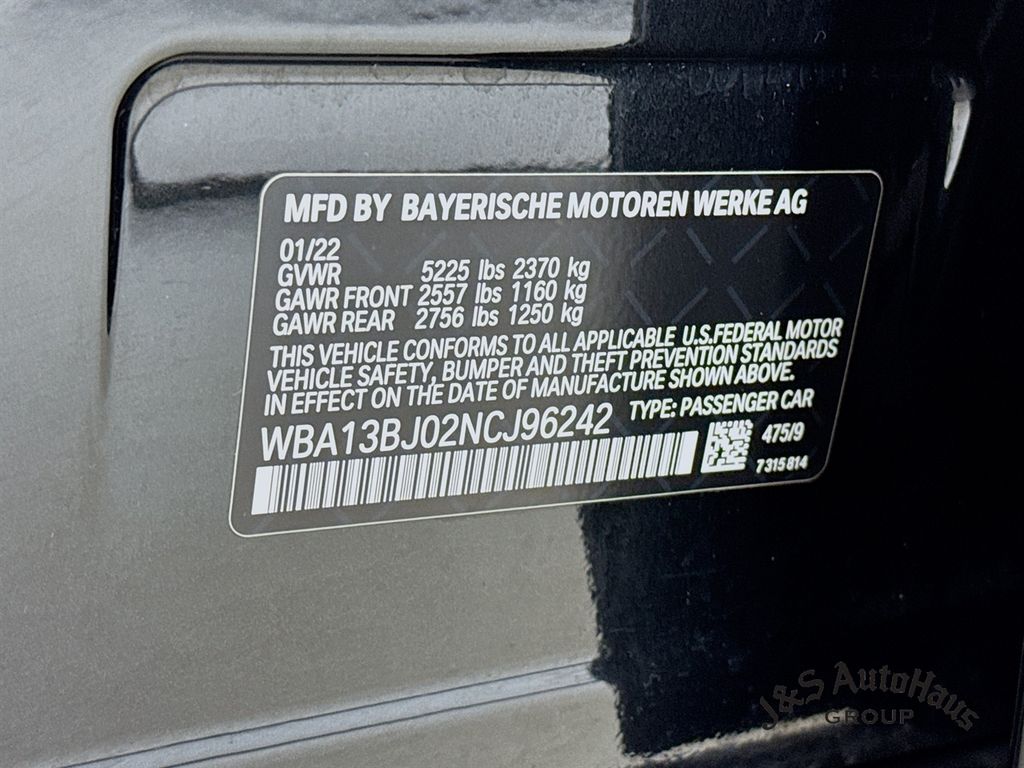 MFD BY BAYERISCHE MOTOREN WERKE AG
01/22
GVWR 5225 lbs 2370 kg
GAWR FRONT 2557 lbs 1160 kg
GAWR REAR 2756 lbs 1250 kg
THIS VEHICLE CONFORMS TO ALL APPLICABLE U.S.FEDERAL MOTOR
VEHICLE SAFETY, BUMPER AND THEFT PREVENTION STANDARDS
IN EFFECT ON THE DATE OF MANUFACTURE SHOWN ABOVE.
WBA13BJ02NCJ96242 TYPE: PASSENGER CAR
475/9
7315814
J&S AutoHaus
GROUP